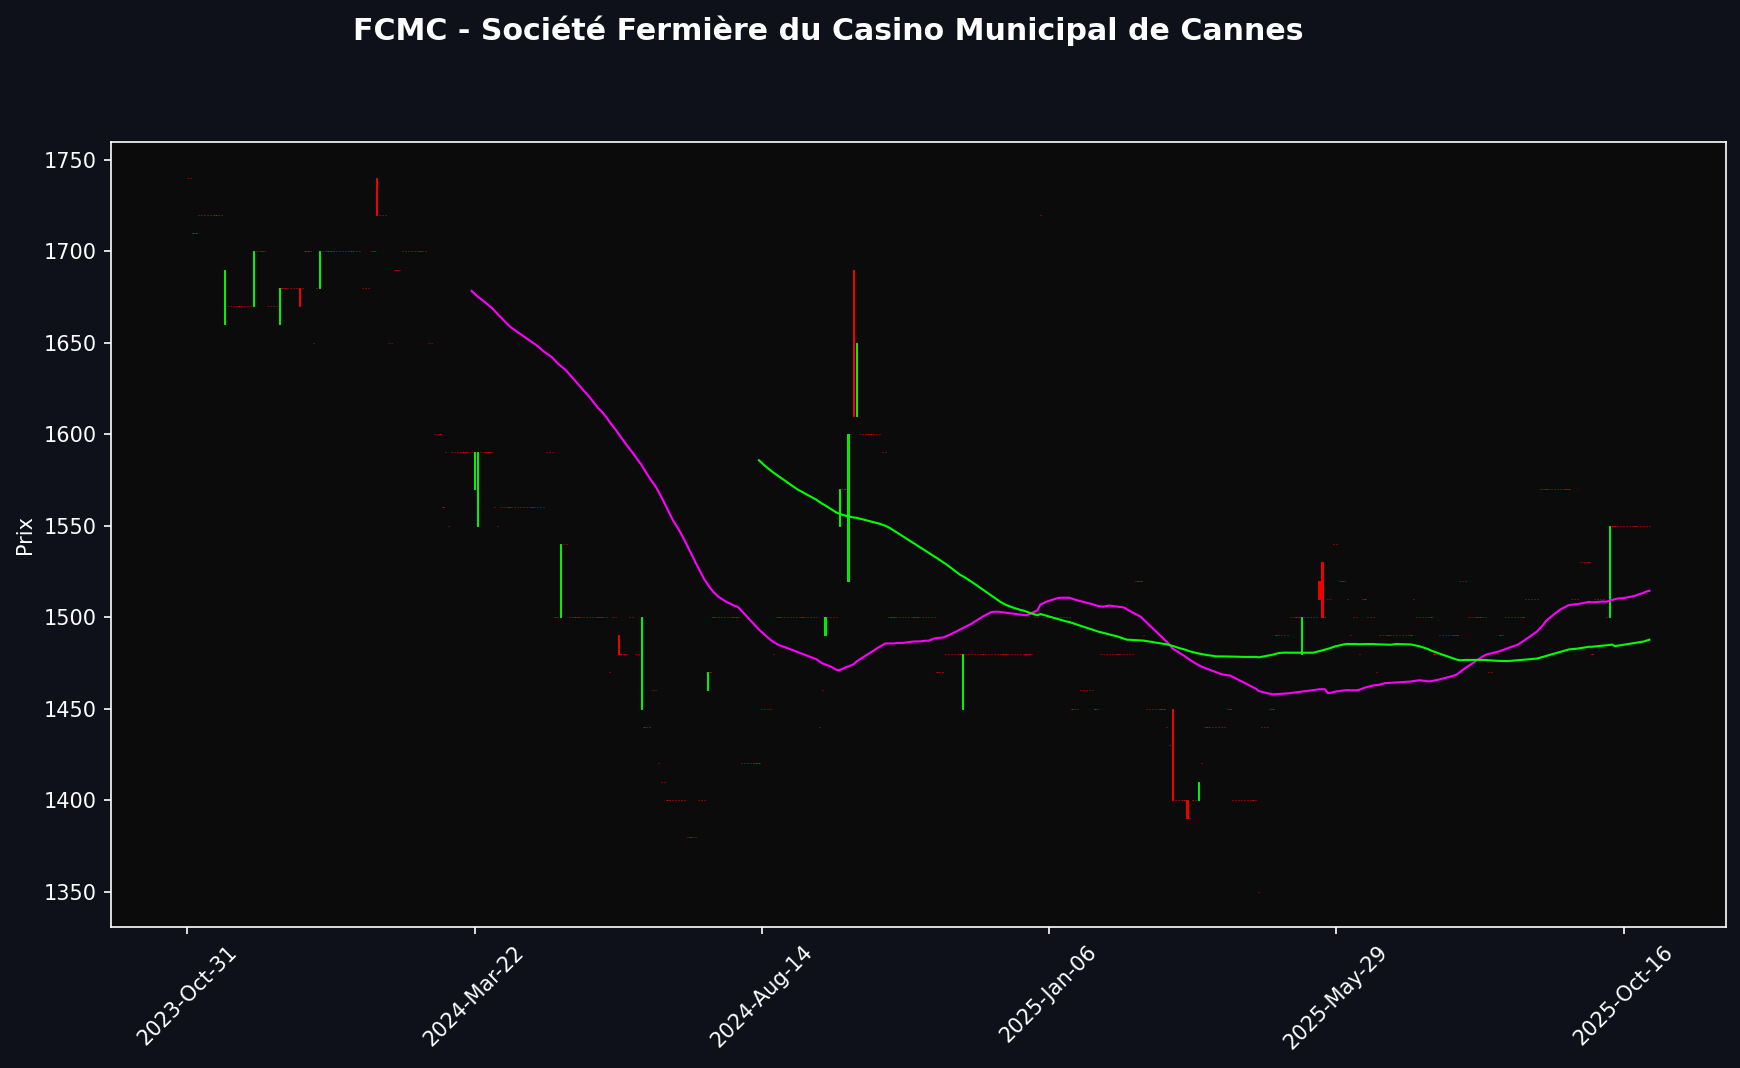 FCMC - Société Fermière du Casino Municipal de Cannes
1750
1700
1650
1600
1550
1500
1450
1400
1350
Prix
2023-Oct-31
2024-Mar-22
2024-Aug-14
2025-Jan-06
2025-May-29
2025-Oct-16